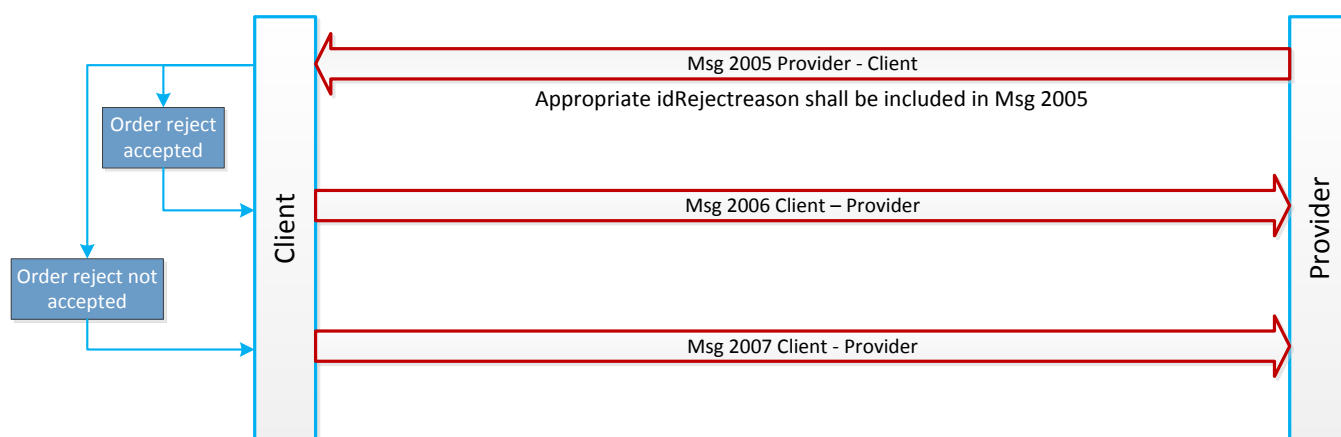 Msg 2005 Provider - Client
Appropriate idRejectreason shall be included in Msg 2005
Order reject
accepted
Client
Msg 2006 Client – Provider
Provider
Order reject not
accepted
Msg 2007 Client - Provider